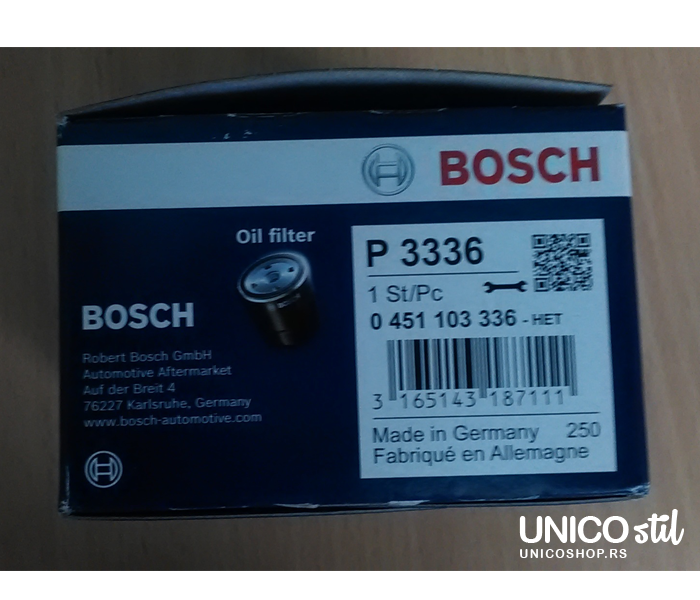 BOSCH
Oil filter
BOSCH
Robert Bosch GmbH
Automotive Aftermarket
Auf der Breit 4
76227 Karlsruhe, Germany
www.bosch-automotive.com
P 3336
1 St/Pc
0 451 103 336 - HET
3 165143 187111
Made in Germany 250
Fabriqué en Allemagne
UNICO stil
UNICOSHOP.RS